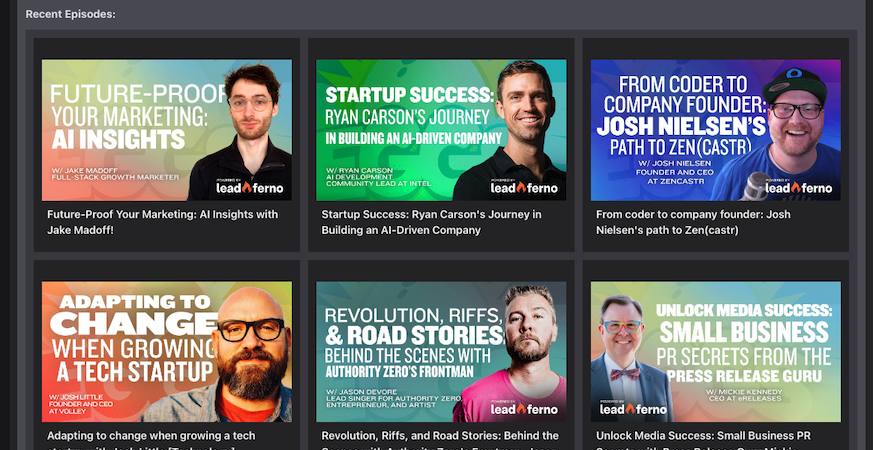 Recent Episodes:
FUTURE-PROOF
YOUR MARKETING:
AI INSIGHTS
W/ JAKE MADOFF
FULL-STACK GROWTH MARKETER
POWERED BY
leadferno
Future-Proof Your Marketing: AI Insights with
Jake Madoff!
STARTUP SUCCESS:
RYAN CARSON'S JOURNEY
IN BUILDING AN AI-DRIVEN COMPANY
W/ RYAN CARSON
AI DEVELOPMENT
COMMUNITY LEAD AT INTEL
POWERED BY
leadferno
Startup Success: Ryan Carson's Journey in
Building an AI-Driven Company
FROM CODER TO
COMPANY FOUNDER:
JOSH NIELSEN'S
PATH TO ZEN(CASTR)
W/ JOSH NIELSEN
FOUNDER AND CEO
AT ZENCASTR
POWERED BY
leadferno
From coder to company founder: Josh
Nielsen's path to Zen(castr)
ADAPTING TO
CHANGE
WHEN GROWING
A TECH STARTUP
W/ JOSH LITTLE
FOUNDER AND CEO
AT VOLLEY
Adapting to change when growing a tech
REVOLUTION, RIFFS,
& ROAD STORIES:
BEHIND THE SCENES WITH
AUTHORITY ZERO'S FRONTMAN
W/ JASON DEVORE
LEAD SINGER FOR AUTHORITY ZERO,
ENTREPRENEUR, AND ARTIST
POWERED BY
leadferno
Revolution, Riffs, and Road Stories: Behind the
UNLOCK MEDIA SUCCESS:
SMALL BUSINESS
PR SECRETS FROM THE
PRESS RELEASE GURU
W/ MICKIE KENNEDY
CEO AT eRELEASES
POWERED BY
leadferno
Unlock Media Success: Small Business PR